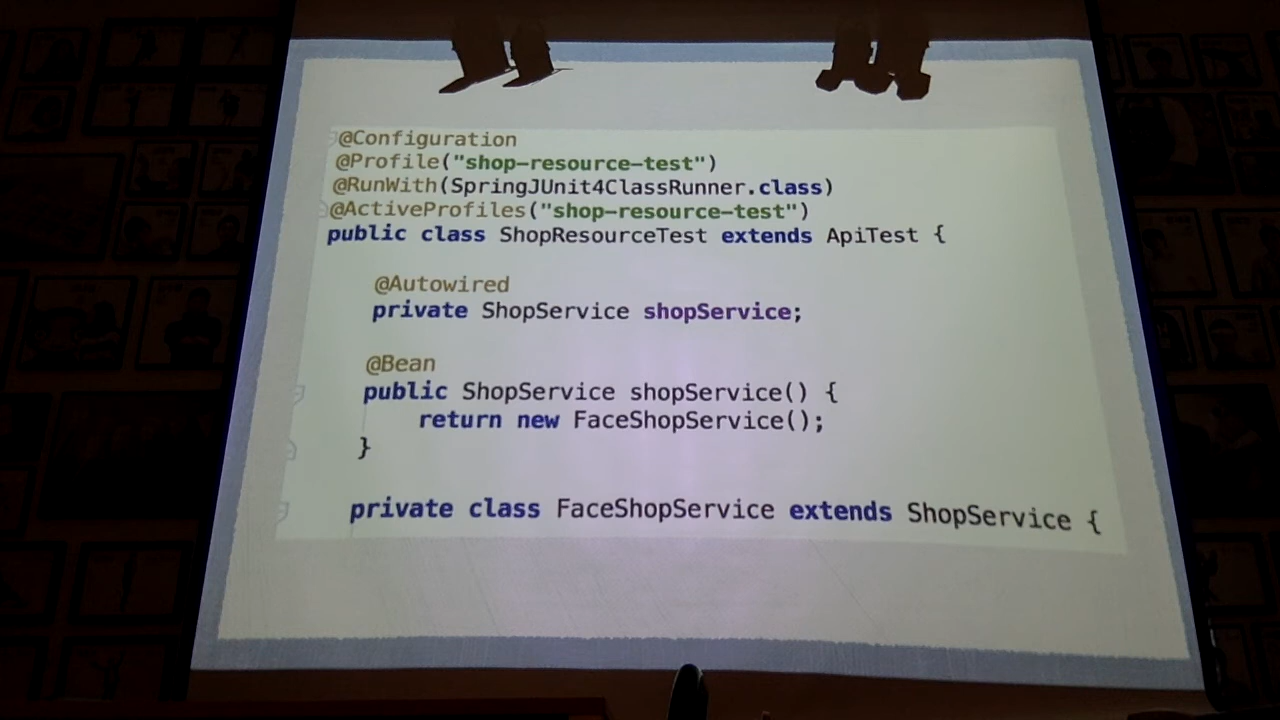 @Configuration
@Profile("shop-resource-test")
@RunWith(SpringJUnit4ClassRunner.class)
@ActiveProfiles("shop-resource-test")
public class ShopResourceTest extends ApiTest {
@Autowired
private ShopService shopService;
@Bean
public ShopService shopService() {
return new FaceShopService();
}
private class FaceShopService extends ShopService {